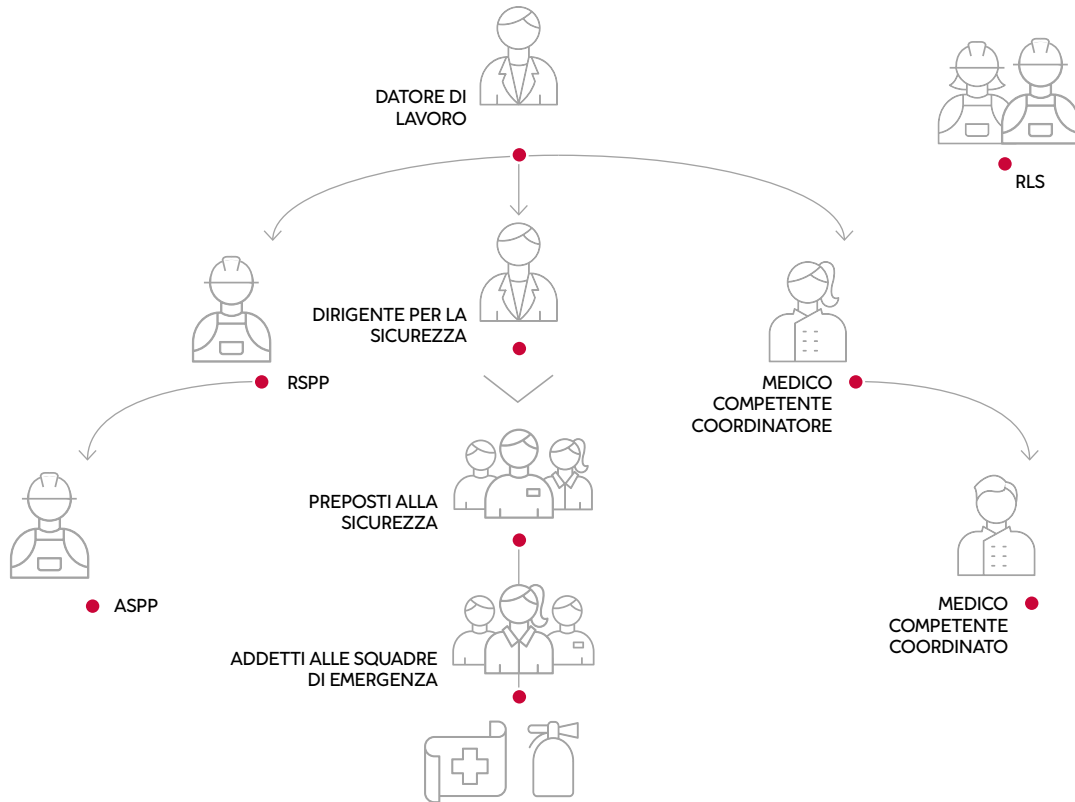 DATORE DI
LAVORO
RLS
DIRIGENTE PER LA
SICUREZZA
RSPP
MEDICO
COMPETENTE
COORDINATORE
PREPOSTI ALLA
SICUREZZA
ASPP
MEDICO
COMPETENTE
COORDINATO
ADDETTI ALLE SQUADRE
DI EMERGENZA